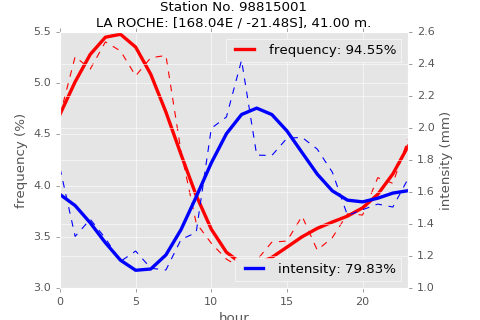 Station No. 98815001
LA ROCHE: [168.04E / -21.48S], 41.00 m.
frequency: 94.55%
intensity: 79.83%
frequency (%)
5.5
5.0
4.5
4.0
3.5
3.0
intensity (mm)
2.6
2.4
2.2
2.0
1.8
1.6
1.4
1.2
1.0
0 5 10 15 20
hour